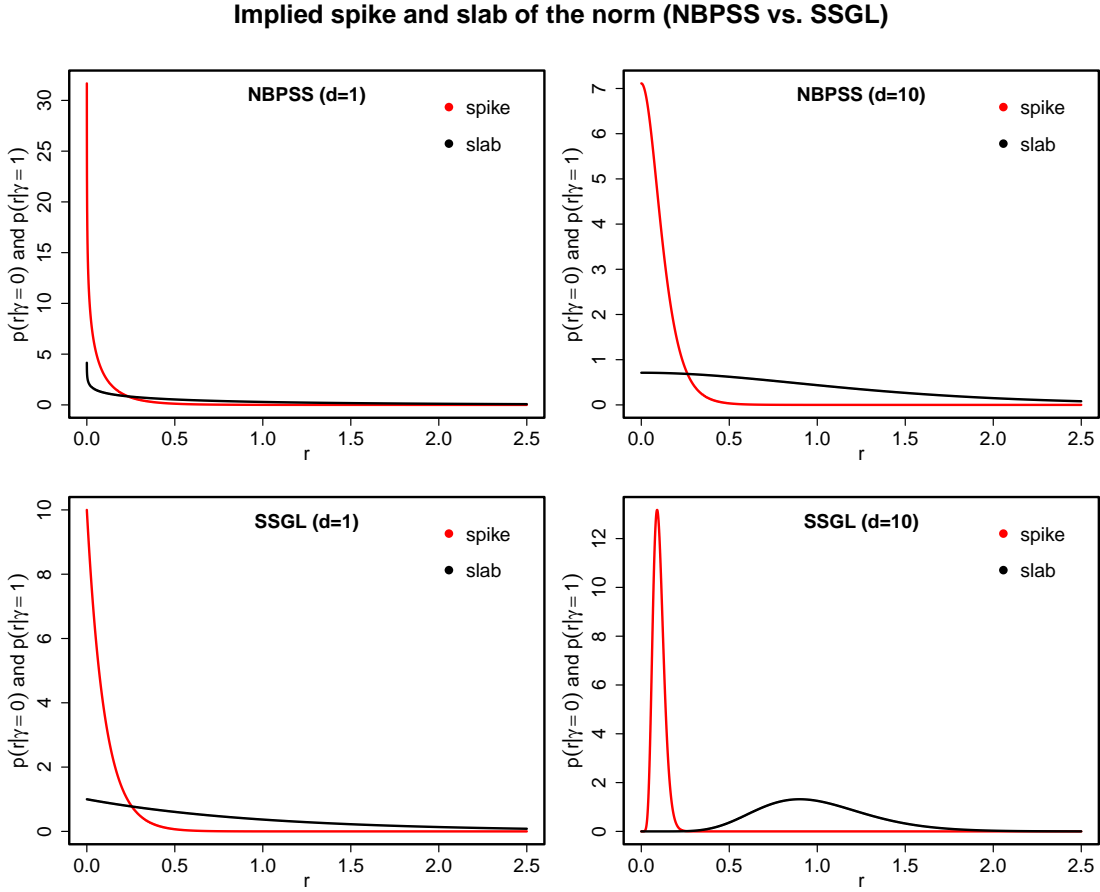 Implied spike and slab of the norm (NBPSS vs. SSGL)
NBPSS (d=1)
spike
slab
p(r|γ = 0) and p(r|γ = 1)
0 5 10 15 20 25 30
0.0 0.5 1.0 1.5 2.0 2.5
r
NBPSS (d=10)
spike
slab
p(r|γ = 0) and p(r|γ = 1)
0 1 2 3 4 5 6 7
0.0 0.5 1.0 1.5 2.0 2.5
r
SSGL (d=1)
spike
slab
p(r|γ = 0) and p(r|γ = 1)
0 2 4 6 8 10
0.0 0.5 1.0 1.5 2.0 2.5
r
SSGL (d=10)
spike
slab
p(r|γ = 0) and p(r|γ = 1)
0 2 4 6 8 10 12
0.0 0.5 1.0 1.5 2.0 2.5
r